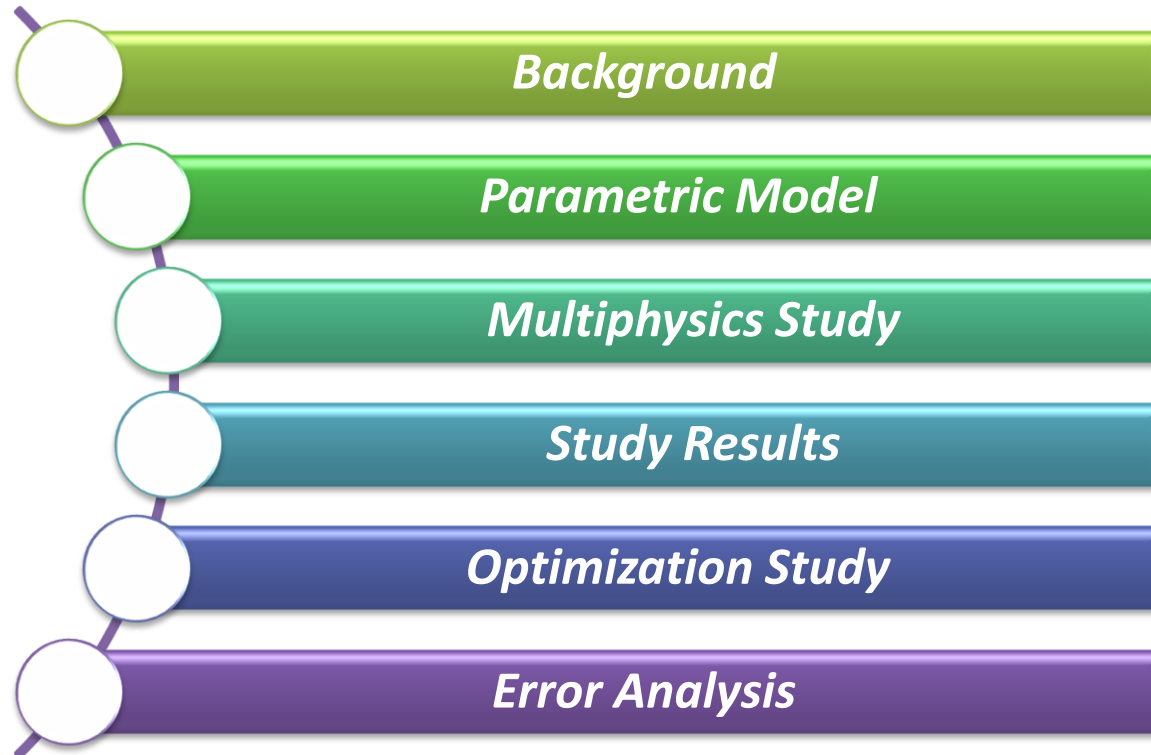 Background
Parametric Model
Multiphysics Study
Study Results
Optimization Study
Error Analysis